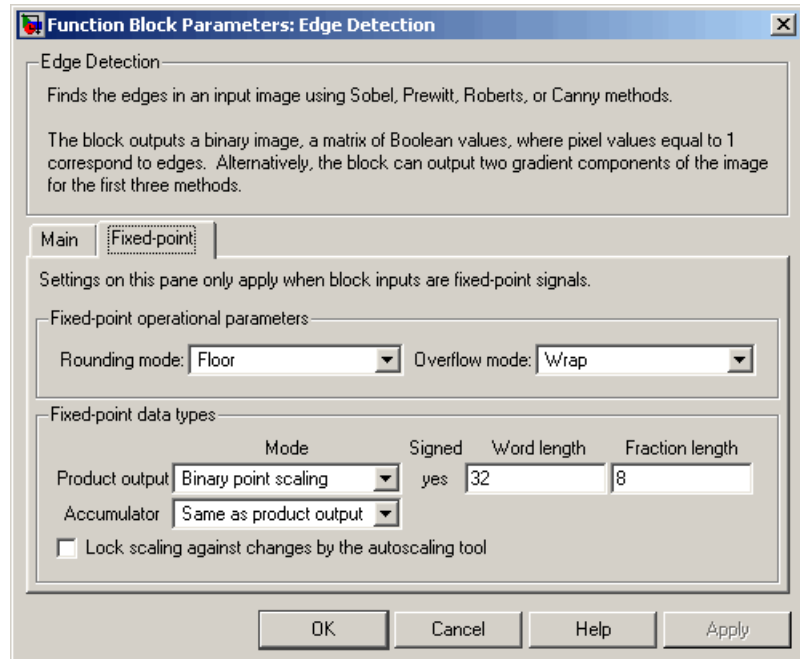 Function Block Parameters: Edge Detection
Edge Detection
Finds the edges in an input image using Sobel, Prewitt, Roberts, or Canny methods.
The block outputs a binary image, a matrix of Boolean values, where pixel values equal to 1
correspond to edges. Alternatively, the block can output two gradient components of the image
for the first three methods.
Main Fixed-point
Settings on this pane only apply when block inputs are fixed-point signals.
Fixed-point operational parameters
Rounding mode: Floor Overflow mode: Wrap
Fixed-point data types
Mode Signed Word length Fraction length
Product output Binary point scaling yes 32 8
Accumulator Same as product output
Lock scaling against changes by the autoscaling tool
OK Cancel Help Apply